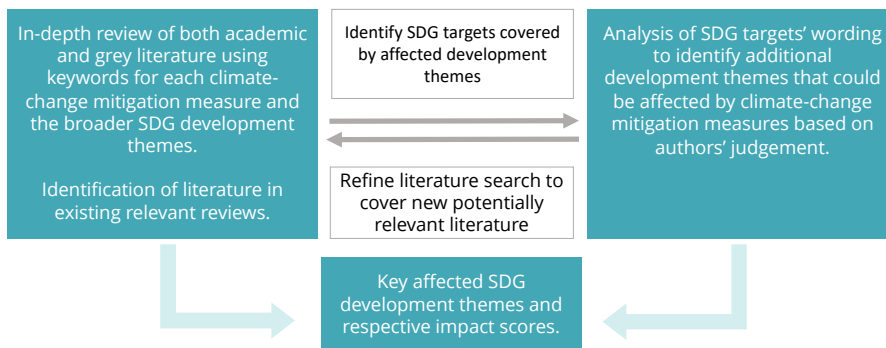 In-depth review of both academic
and grey literature using
keywords for each climate-
change mitigation measure and
the broader SDG development
themes.
Identification of literature in
existing relevant reviews.
Identify SDG targets covered
by affected development
themes
Refine literature search to
cover new potentially
relevant literature
Analysis of SDG targets’ wording
to identify additional
development themes that could
be affected by climate-change
mitigation measures based on
authors’ judgement.
Key affected SDG
development themes and
respective impact scores.